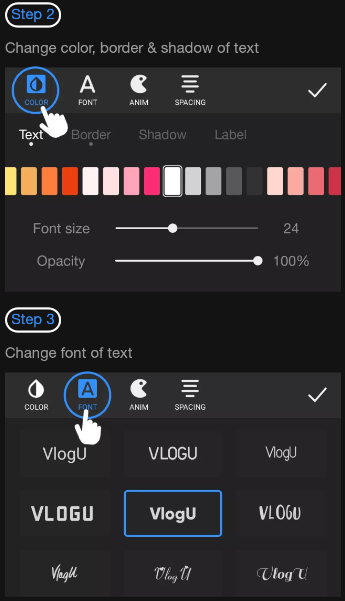 Step 2
Change color, border & shadow of text
COLOR FONT ANIM SPACING
Text Border Shadow Label
Font size 24
Opacity 100%
Step 3
Change font of text
COLOR FONT ANIM SPACING
VlogU VLOGU VlogU
VLOGU VlogU VLOGU
VlogU VlogU VlogU